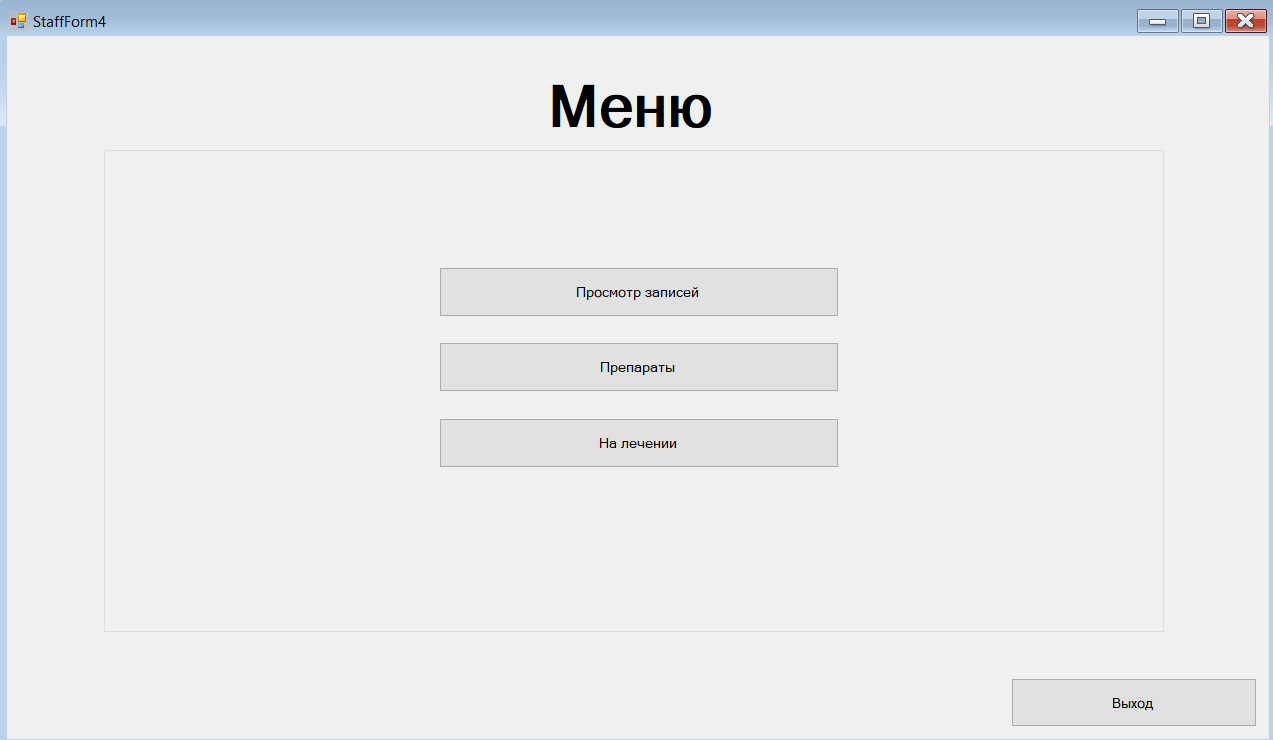 StaffForm4
Меню
Просмотр записей
Препараты
На лечении
Выход